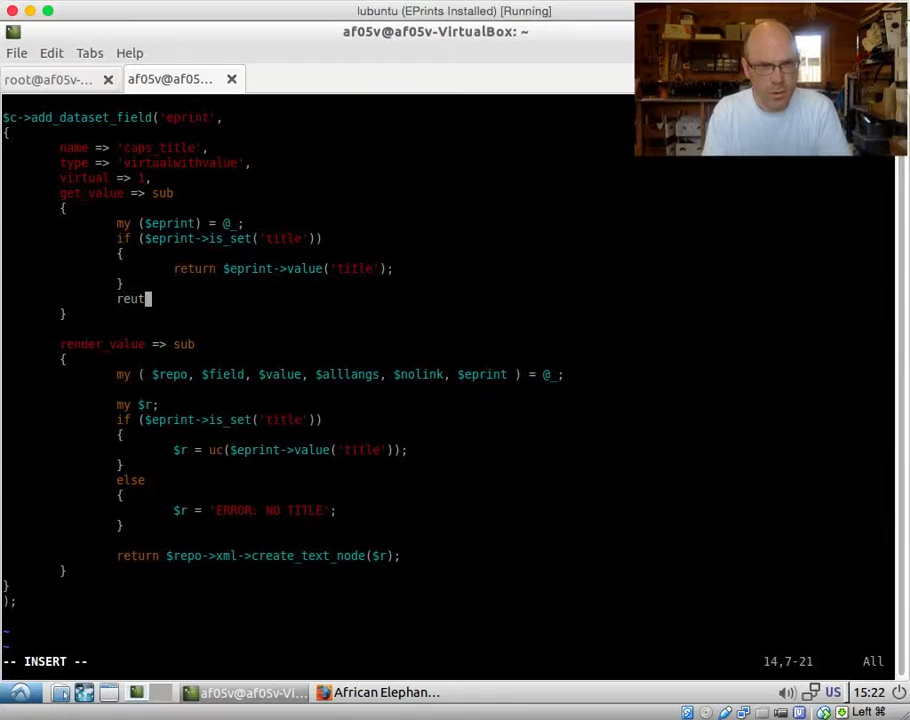 lubuntu (EPrints Installed) [Running]
af05v@af05v-VirtualBox: ~
File Edit Tabs Help
root@af05v-... af05v@af05...
$c->add_dataset_field('eprint',
{
name => 'caps_title',
type => 'virtualwithvalue',
virtual => 1,
get_value => sub
{
my ($eprint) = @_;
if ($eprint->is_set('title'))
{
return $eprint->value('title');
}
reut
}
render_value => sub
{
my ( $repo, $field, $value, $alllangs, $nolink, $eprint ) = @_;
my $r;
if ($eprint->is_set('title'))
{
$r = uc($eprint->value('title'));
}
else
{
$r = 'ERROR: NO TITLE';
}
return $repo->xml->create_text_node($r);
}
}
);
~
~
-- INSERT -- 14,7-21 All
af05v@af05v-Vi... African Elephan... US 15:22
Left ⌘